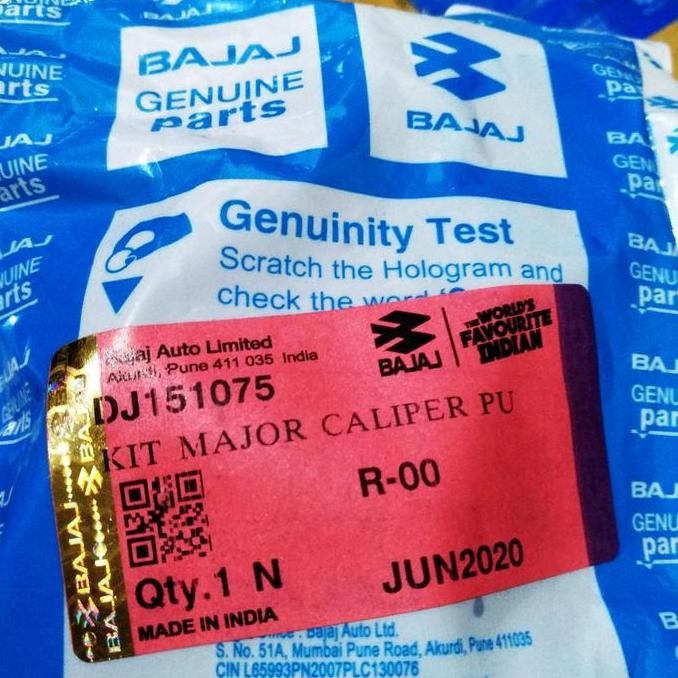 BAJAJ
GENUINE
parts
BAJAJ
Genuinity Test
Scratch the Hologram and
check the word
Bajaj Auto Limited
Akurdi, Pune 411 035 India
BAJAJ
THE WORLD'S
FAVOURITE
INDIAN
DJ151075
KIT MAJOR CALIPER PU
R-00
Qty.1 N
JUN2020
MADE IN INDIA
BAJAJ
BAJAJ
Office : Bajaj Auto Ltd.
S. No. 51A, Mumbai Pune Road, Akurdi, Pune 411035
CIN L65993PN2007PLC130076